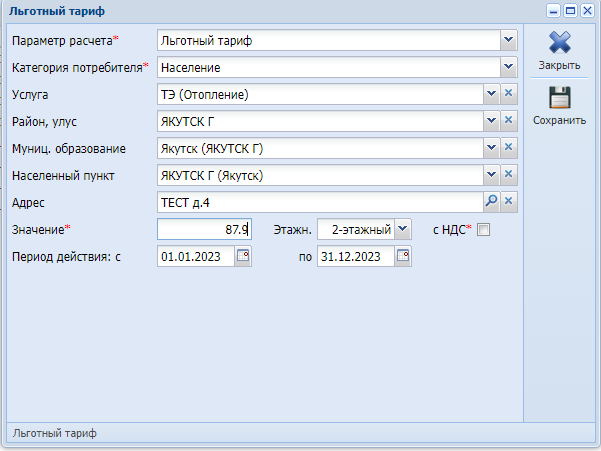 Льготный тариф
Параметр расчета* Льготный тариф
Закрыть
Категория потребителя* Население
Услуга ТЭ (Отопление)
Сохранить
Район, улус ЯКУТСК Г
Муниц. образование Якутск (ЯКУТСК Г)
Населенный пункт ЯКУТСК Г (Якутск)
Адрес ТЕСТ д.4
Значение* 87.9 Этажн. 2-этажный с НДС*
Период действия: с 01.01.2023 по 31.12.2023
Льготный тариф